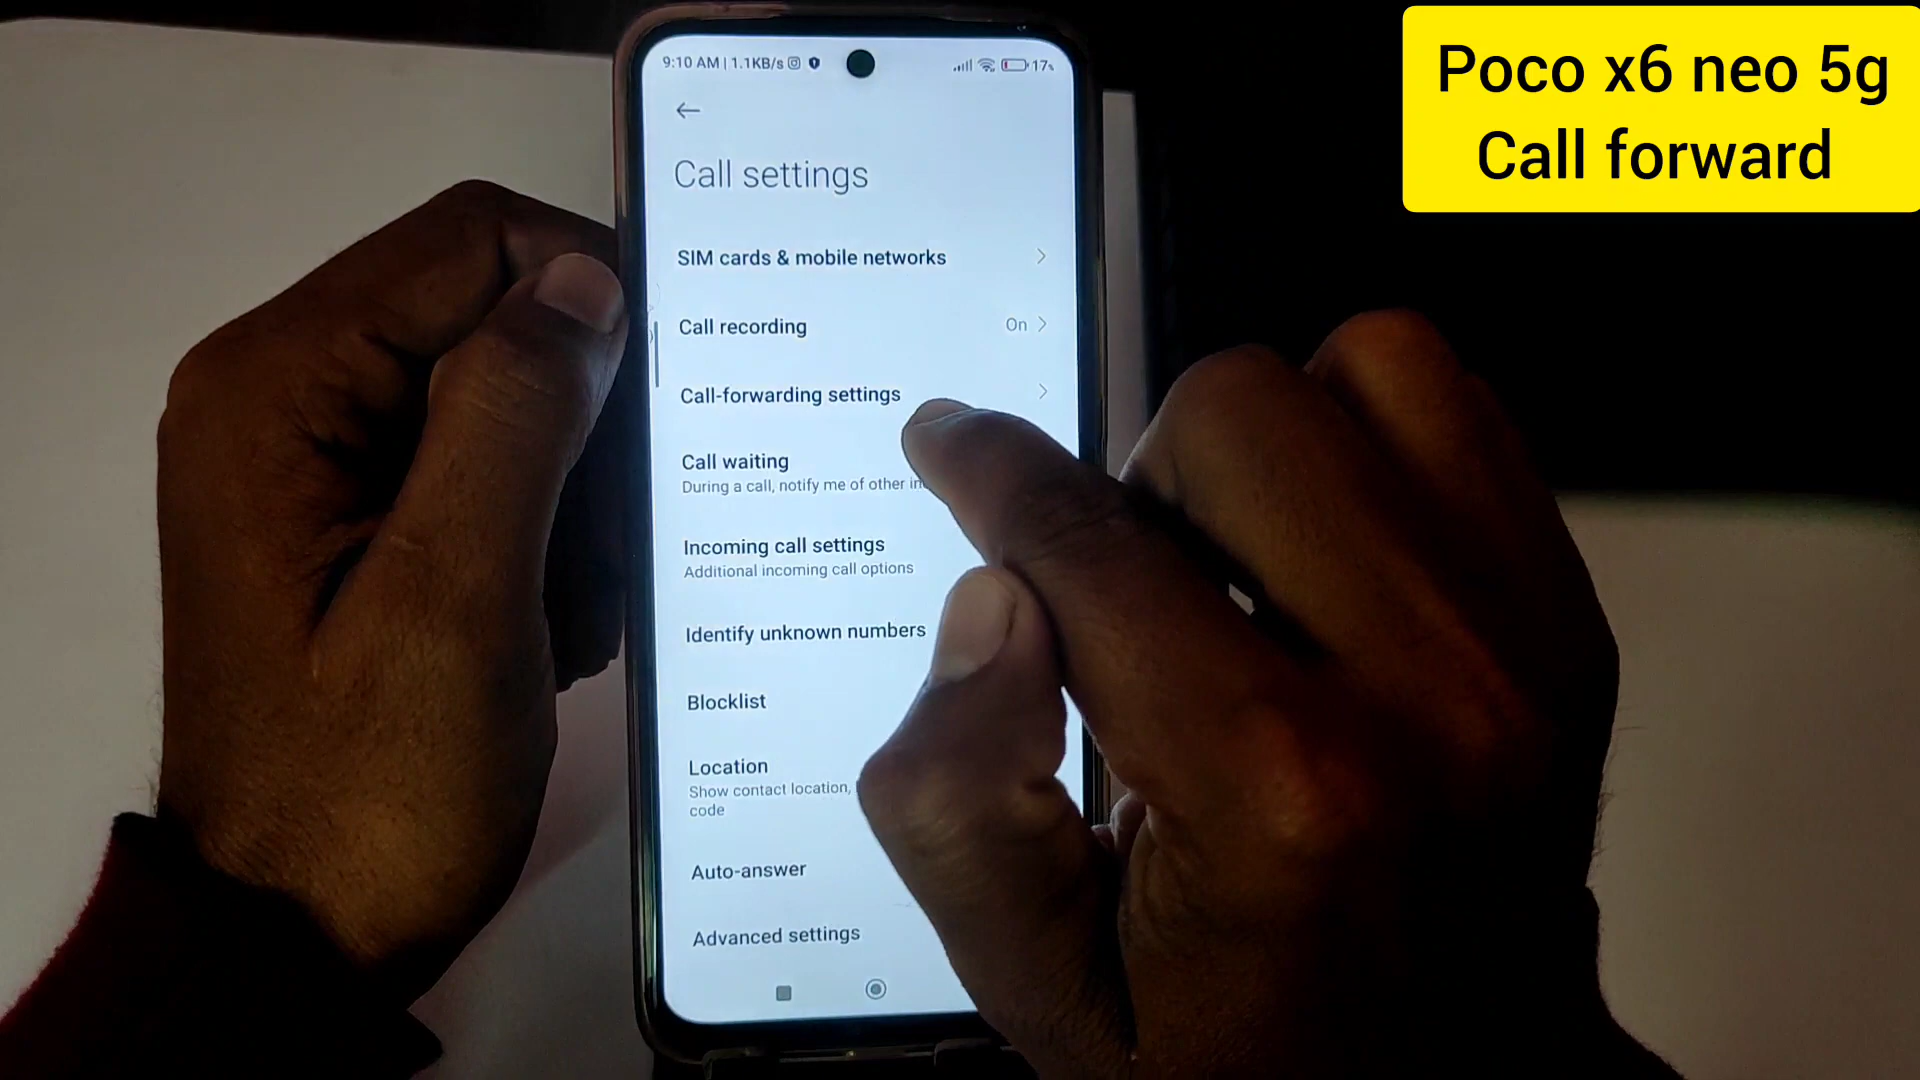 Poco x6 neo 5g
Call forward
9:10 AM | 1.1KB/s
17
Call settings
SIM cards & mobile networks
Call recording
On
Call-forwarding settings
Call waiting
During a call, notify me of other
Incoming call settings
Additional incoming call options
Identify unknown numbers
Blocklist
Location
Show contact location,
code
Auto-answer
Advanced settings